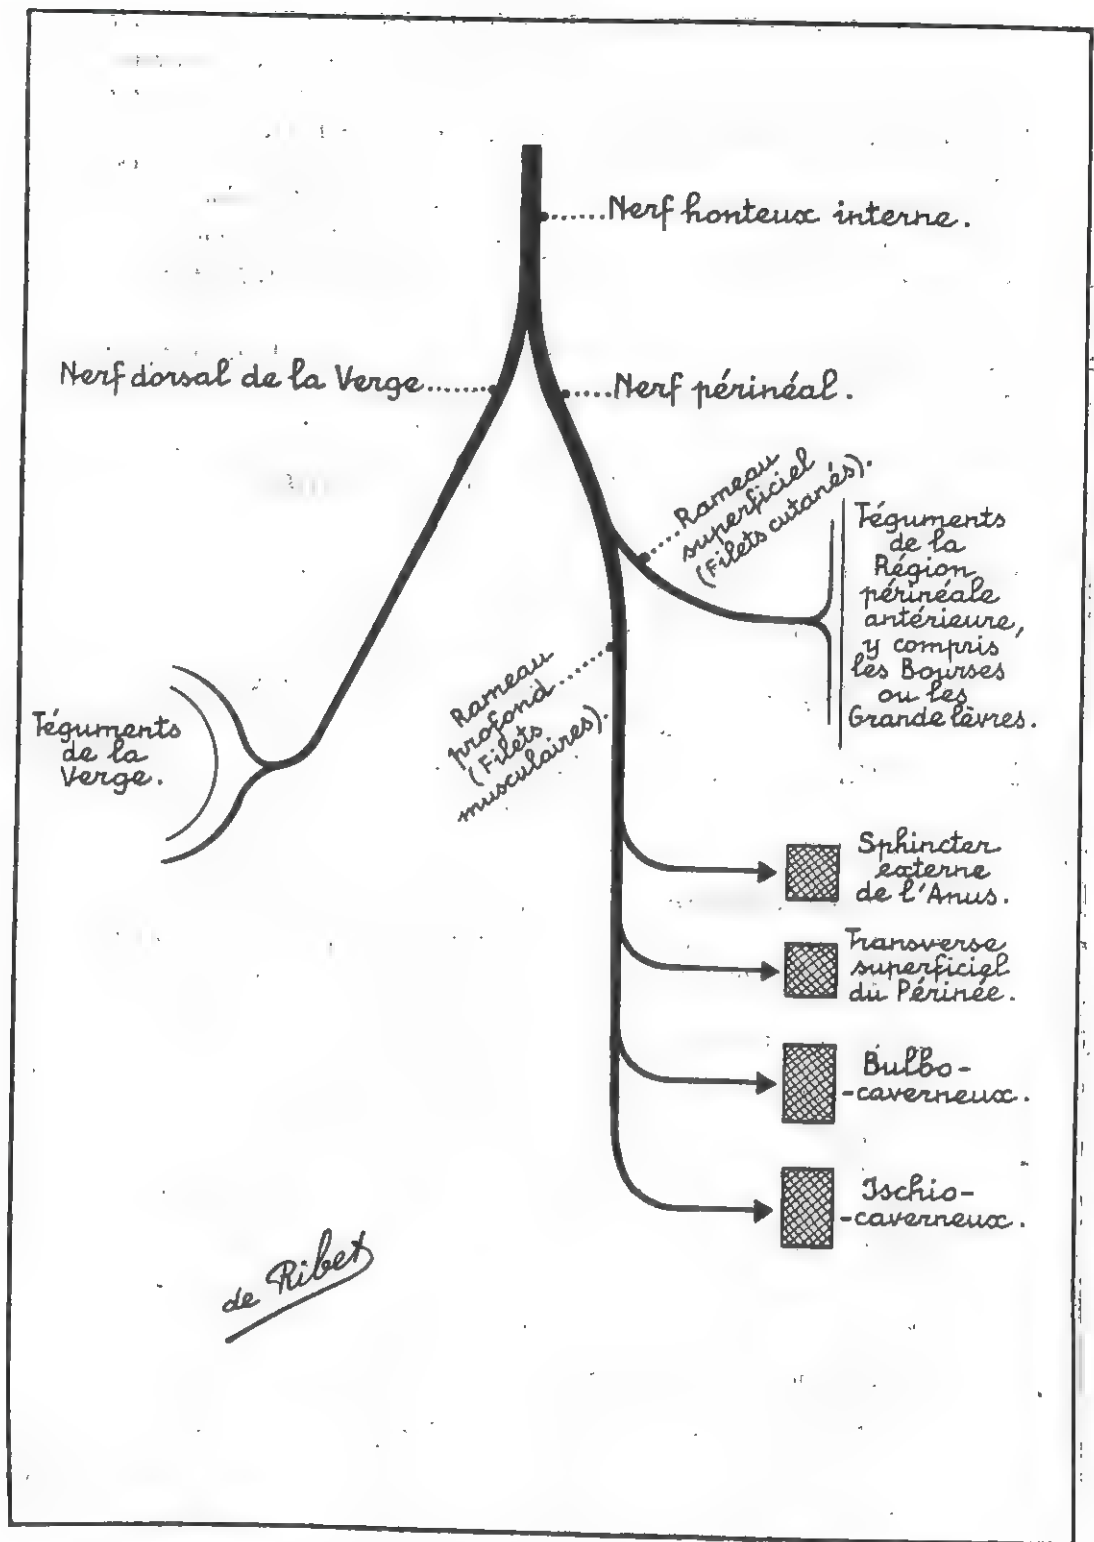 Nerf honteux interne.
Nerf dorsal de la Verge
Nerf périnéal.
Rameau
superficiel
(Filets cutanés).
Téguments
de la
Région
périnéale
antérieure,
y compris
les Bourses
ou les
Grande lèvres.
Rameau
profond
(Filets
musculaires).
Téguments
de la
Verge.
Sphincter
externe
de l'Anus.
Transverse
superficiel
du Périnée.
Bulbo-
-caverneux.
Ischio-
-caverneux.
de Ribet